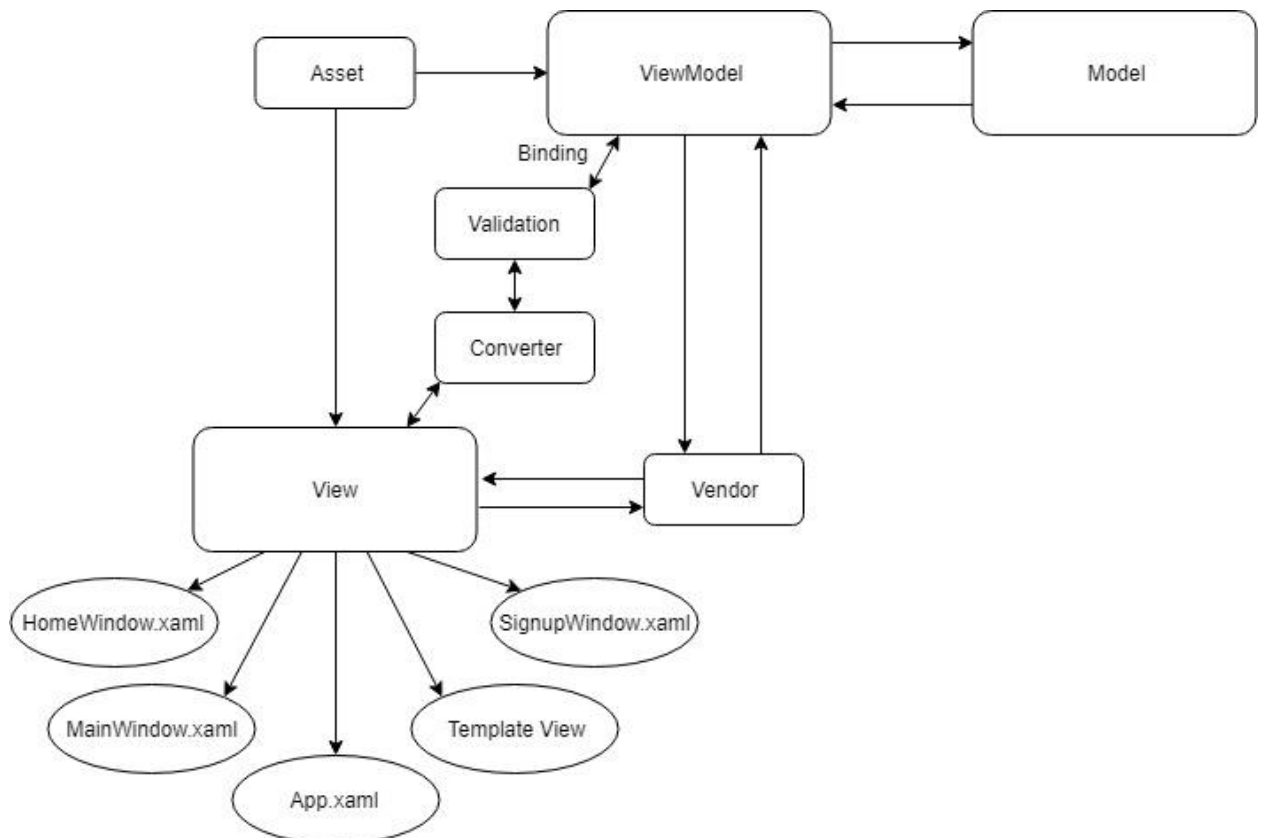 Asset
ViewModel
Model
Binding
Validation
Converter
View
Vendor
HomeWindow.xaml
SignupWindow.xaml
MainWindow.xaml
Template View
App.xaml